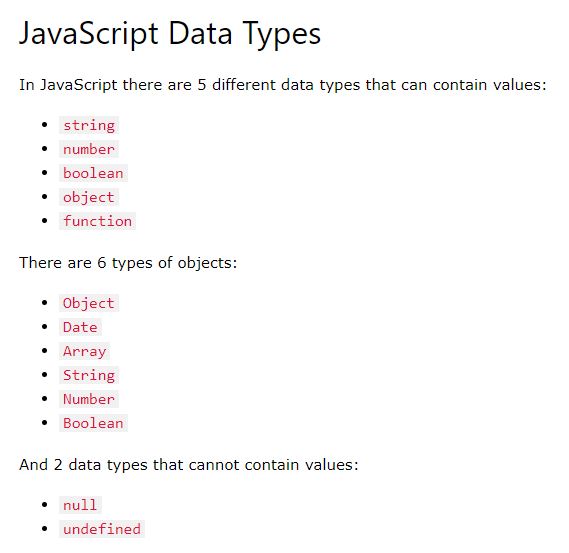 JavaScript Data Types
In JavaScript there are 5 different data types that can contain values:
string
number
boolean
object
function
There are 6 types of objects:
Object
Date
Array
String
Number
Boolean
And 2 data types that cannot contain values:
null
undefined